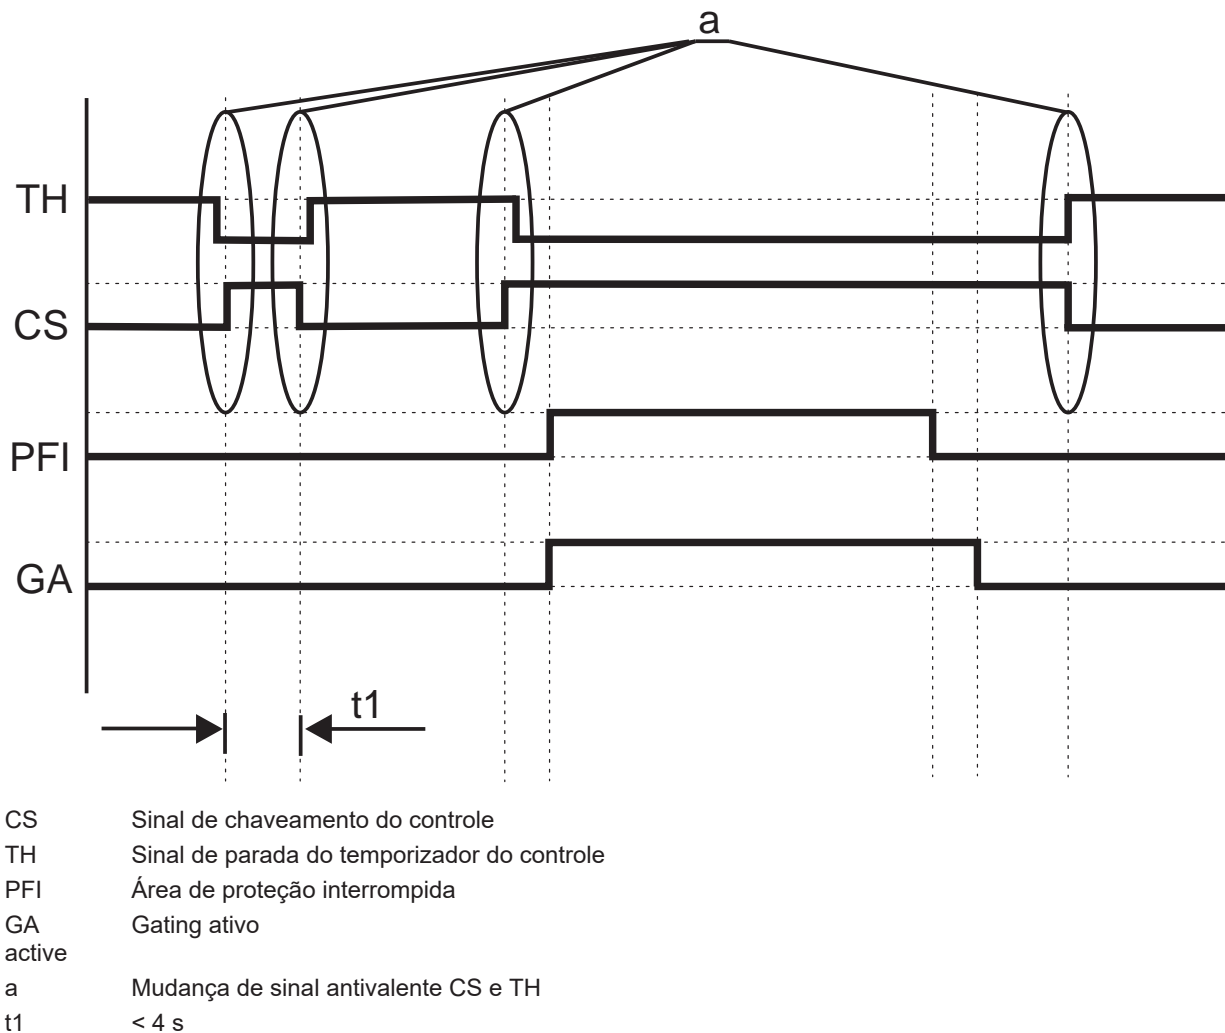 a
TH
CS
PFI
GA
t1
CS Sinal de chaveamento do controle
TH Sinal de parada do temporizador do controle
PFI Área de proteção interrompida
GA active Gating ativo
a Mudança de sinal antivalente CS e TH
t1 < 4 s